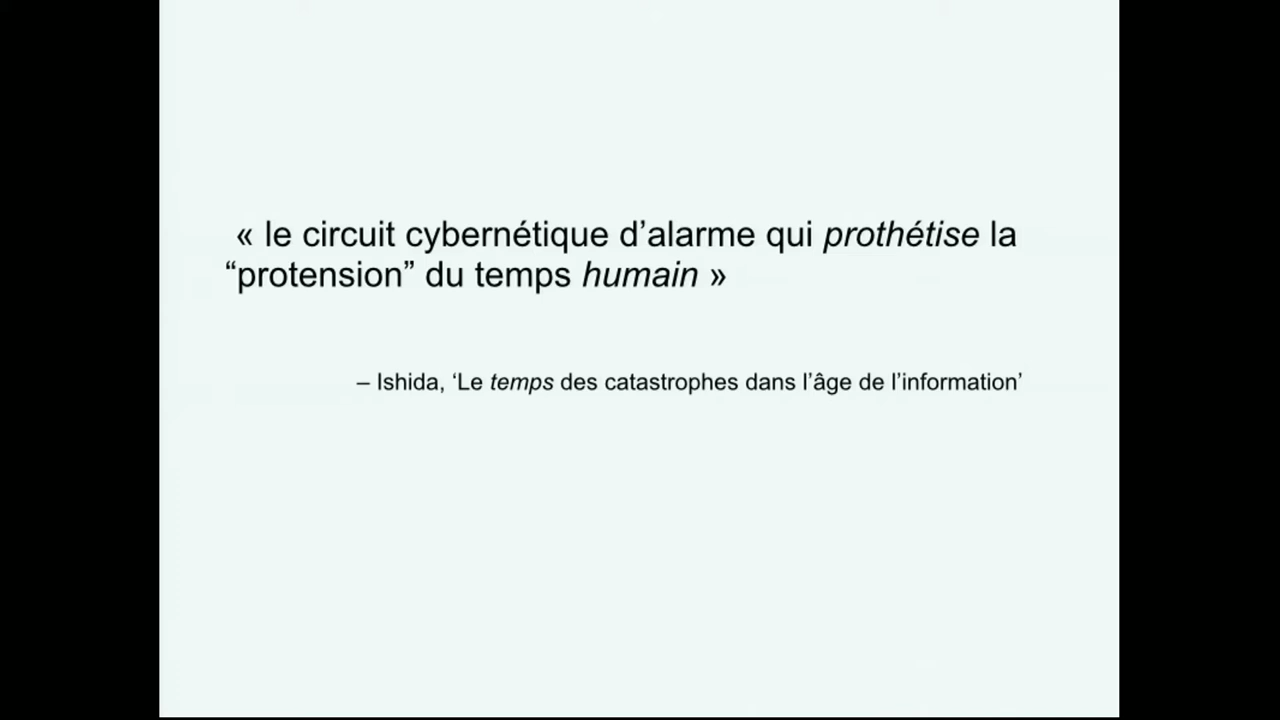 « le circuit cybernétique d’alarme qui prothétise la
“protension” du temps humain »
– Ishida, ‘Le temps des catastrophes dans l’âge de l’information’